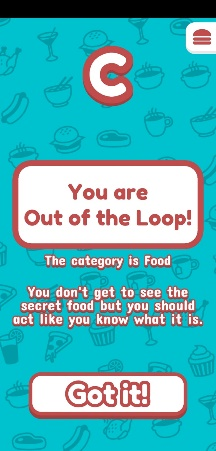 C
You are
Out of the Loop!
The category is Food
You don't get to see the
secret food but you should
act like you know what it is.
Got it!